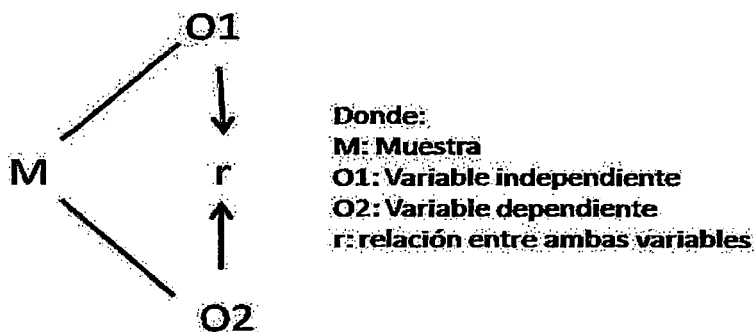 O1
Donde:
M: Muestra
M
r
O1: Variable independiente
O2: Variable dependiente
r: relación entre ambas variables
O2